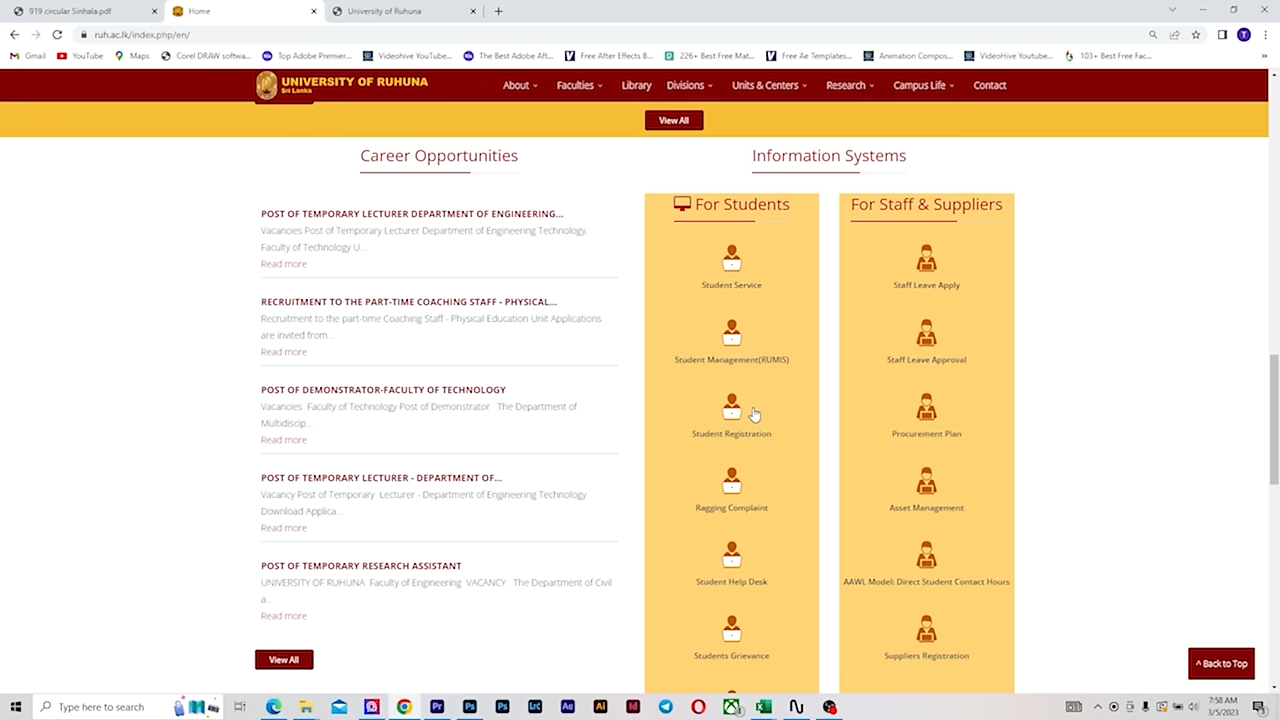 919 circular Sinhala.pdf
Home
University of Ruhuna
ruh.ac.lk/index.php/en/
Gmail
YouTube
Maps
Corel DRAW softwa...
Top Adobe Premier...
Videohive YouTube...
The Best Adobe Aft...
Free After Effects B...
226+ Best Free Mat...
Free Ae Templates...
Animation Compos...
VideoHive Youtube...
103+ Best Free Fac...
UNIVERSITY OF RUHUNA
Sri Lanka
About
Faculties
Library
Divisions
Units & Centers
Research
Campus Life
Contact
View All
Career Opportunities
POST OF TEMPORARY LECTURER DEPARTMENT OF ENGINEERING...
Vacancies Post of Temporary Lecturer Department of Engineering Technology,
Faculty of Technology U...
Read more
RECRUITMENT TO THE PART-TIME COACHING STAFF - PHYSICAL...
Recruitment to the part-time Coaching Staff - Physical Education Unit Applications
are invited from...
Read more
POST OF DEMONSTRATOR-FACULTY OF TECHNOLOGY
Vacancies Faculty of Technology Post of Demonstrator The Department of
Multidiscip...
Read more
POST OF TEMPORARY LECTURER - DEPARTMENT OF...
Vacancy Post of Temporary Lecturer - Department of Engineering Technology
Download Applica...
Read more
POST OF TEMPORARY RESEARCH ASSISTANT
UNIVERSITY OF RUHUNA Faculty of Engineering VACANCY The Department of Civil
a...
Read more
View All
Information Systems
For Students
Student Service
Student Management(RUMIS)
Student Registration
Ragging Complaint
Student Help Desk
Students Grievance
For Staff & Suppliers
Staff Leave Apply
Staff Leave Approval
Procurement Plan
Asset Management
AAWL Model: Direct Student Contact Hours
Suppliers Registration
^ Back to Top
Type here to search
7:58 AM
3/5/2023